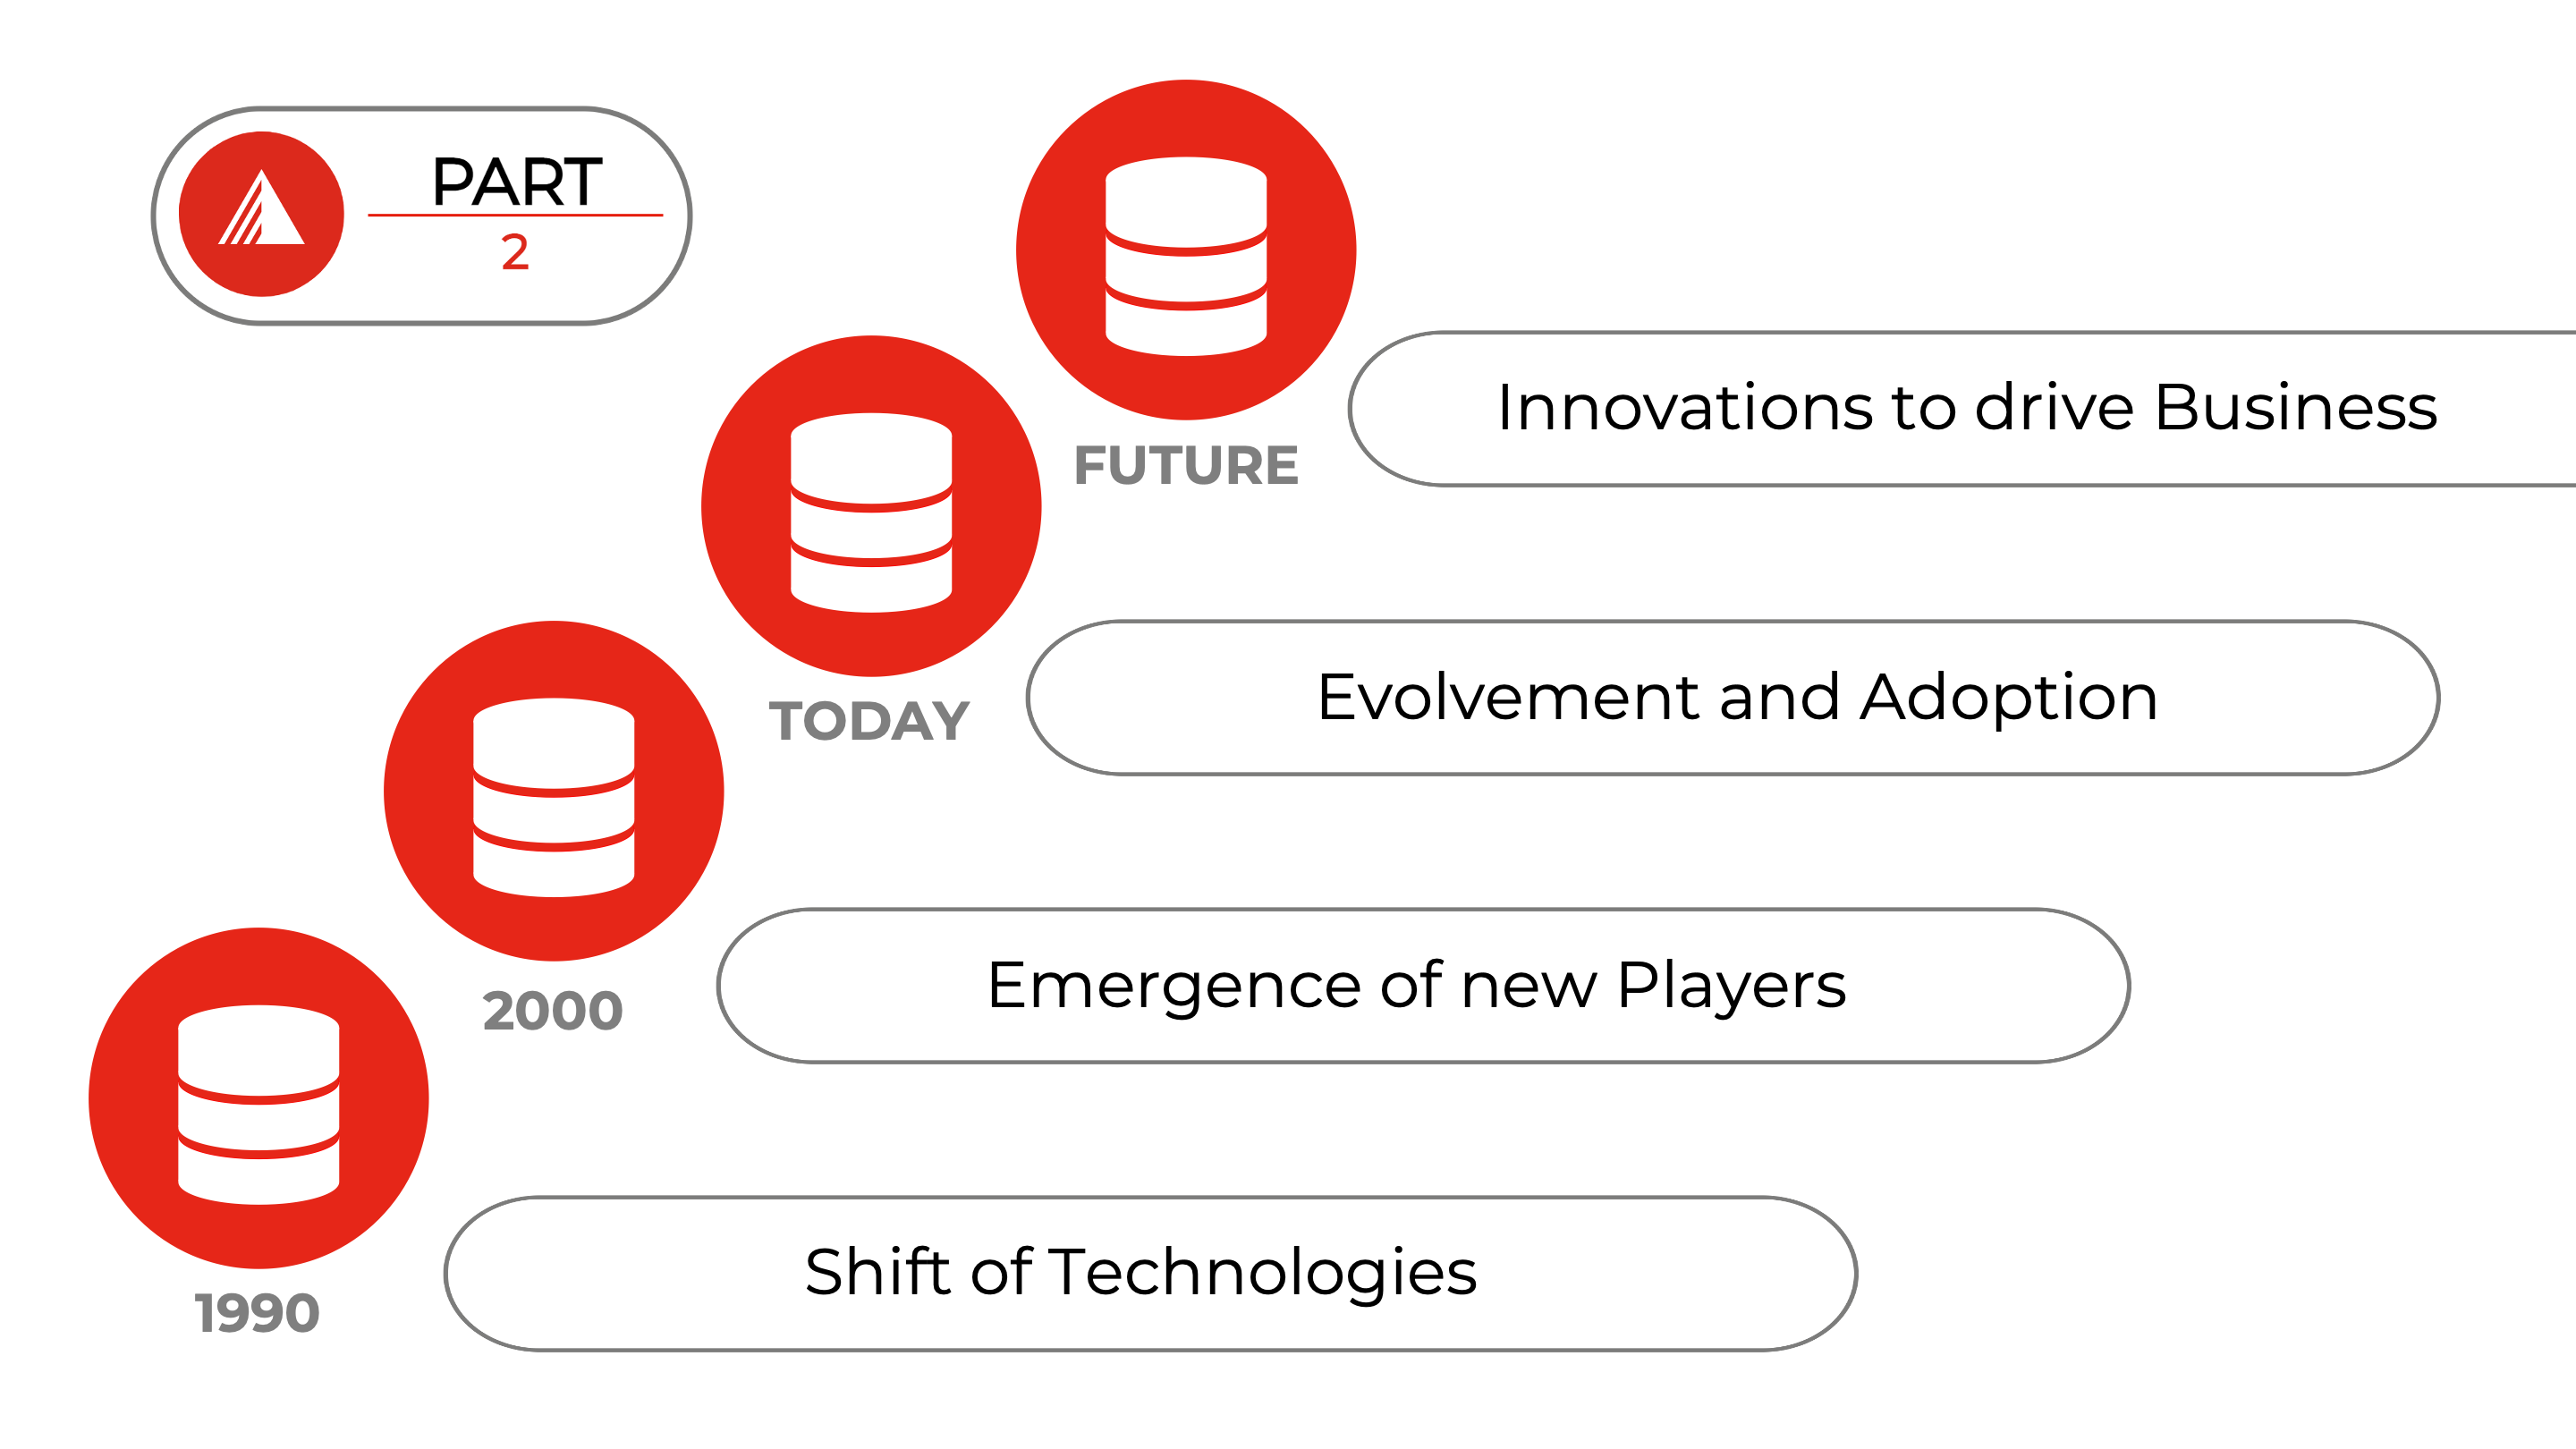 PART
2
FUTURE
Innovations to drive Business
TODAY
Evolvement and Adoption
2000
Emergence of new Players
1990
Shift of Technologies